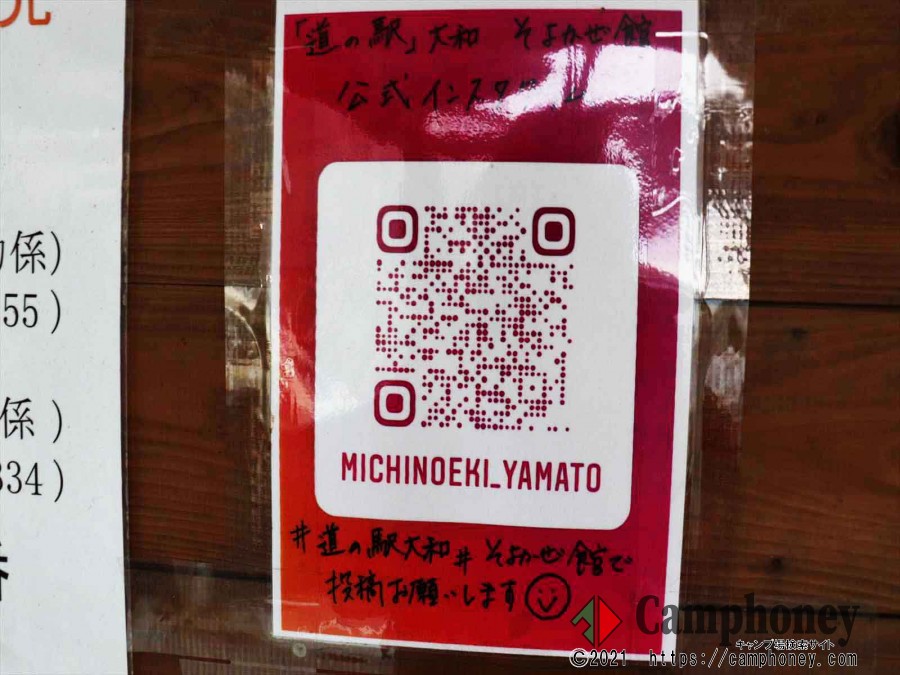 「道の駅」大和 そよかぜ館
公式インスタグラム
MICHINOEKI_YAMATO
#道の駅大和 #そよかぜ館で
投稿お願いします
係)
55)
係)
334)
Camphoney
キャンプ場検索サイト
©2021 https://camphoney.com